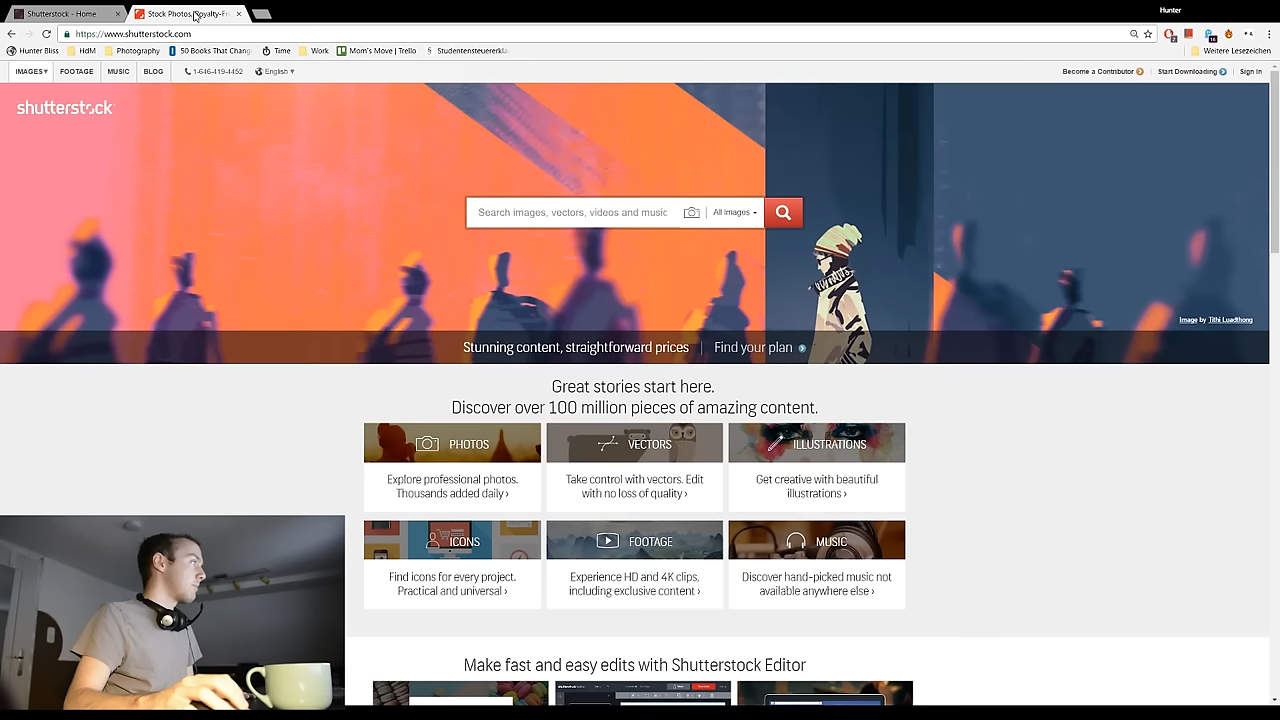 Hunter
Shutterstock - Home
Stock Photos, Royalty-Fr
https://www.shutterstock.com
Hunter Bliss
HdM
Photography
50 Books That Chang
Time
Work
Mom's Move | Trello
Studentensteuererklä
Weitere Lesezeichen
IMAGES
FOOTAGE
MUSIC
BLOG
1-646-419-4452
English
Become a Contributor
Start Downloading
Sign In
shutterstock
Search images, vectors, videos and music
All Images
Image by Tithi Luadthong
Stunning content, straightforward prices | Find your plan
Great stories start here.
Discover over 100 million pieces of amazing content.
PHOTOS
VECTORS
ILLUSTRATIONS
Explore professional photos.
Thousands added daily ›
Take control with vectors. Edit
with no loss of quality ›
Get creative with beautiful
illustrations ›
ICONS
FOOTAGE
MUSIC
Find icons for every project.
Practical and universal ›
Experience HD and 4K clips,
including exclusive content ›
Discover hand-picked music not
available anywhere else ›
Make fast and easy edits with Shutterstock Editor